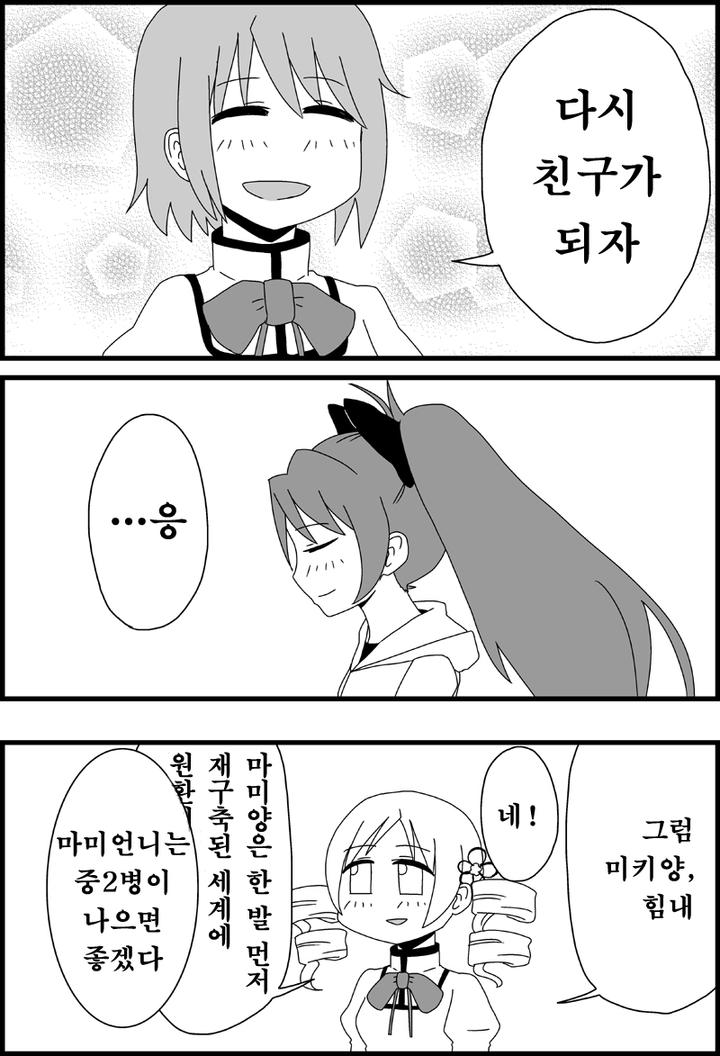 다시
친구가
되자
…응
그럼
미키양,
힘내
네!
마미양은 한 발 먼저
재구축된 세계에
원환
마미언니는
중2병이
나으면
좋겠다